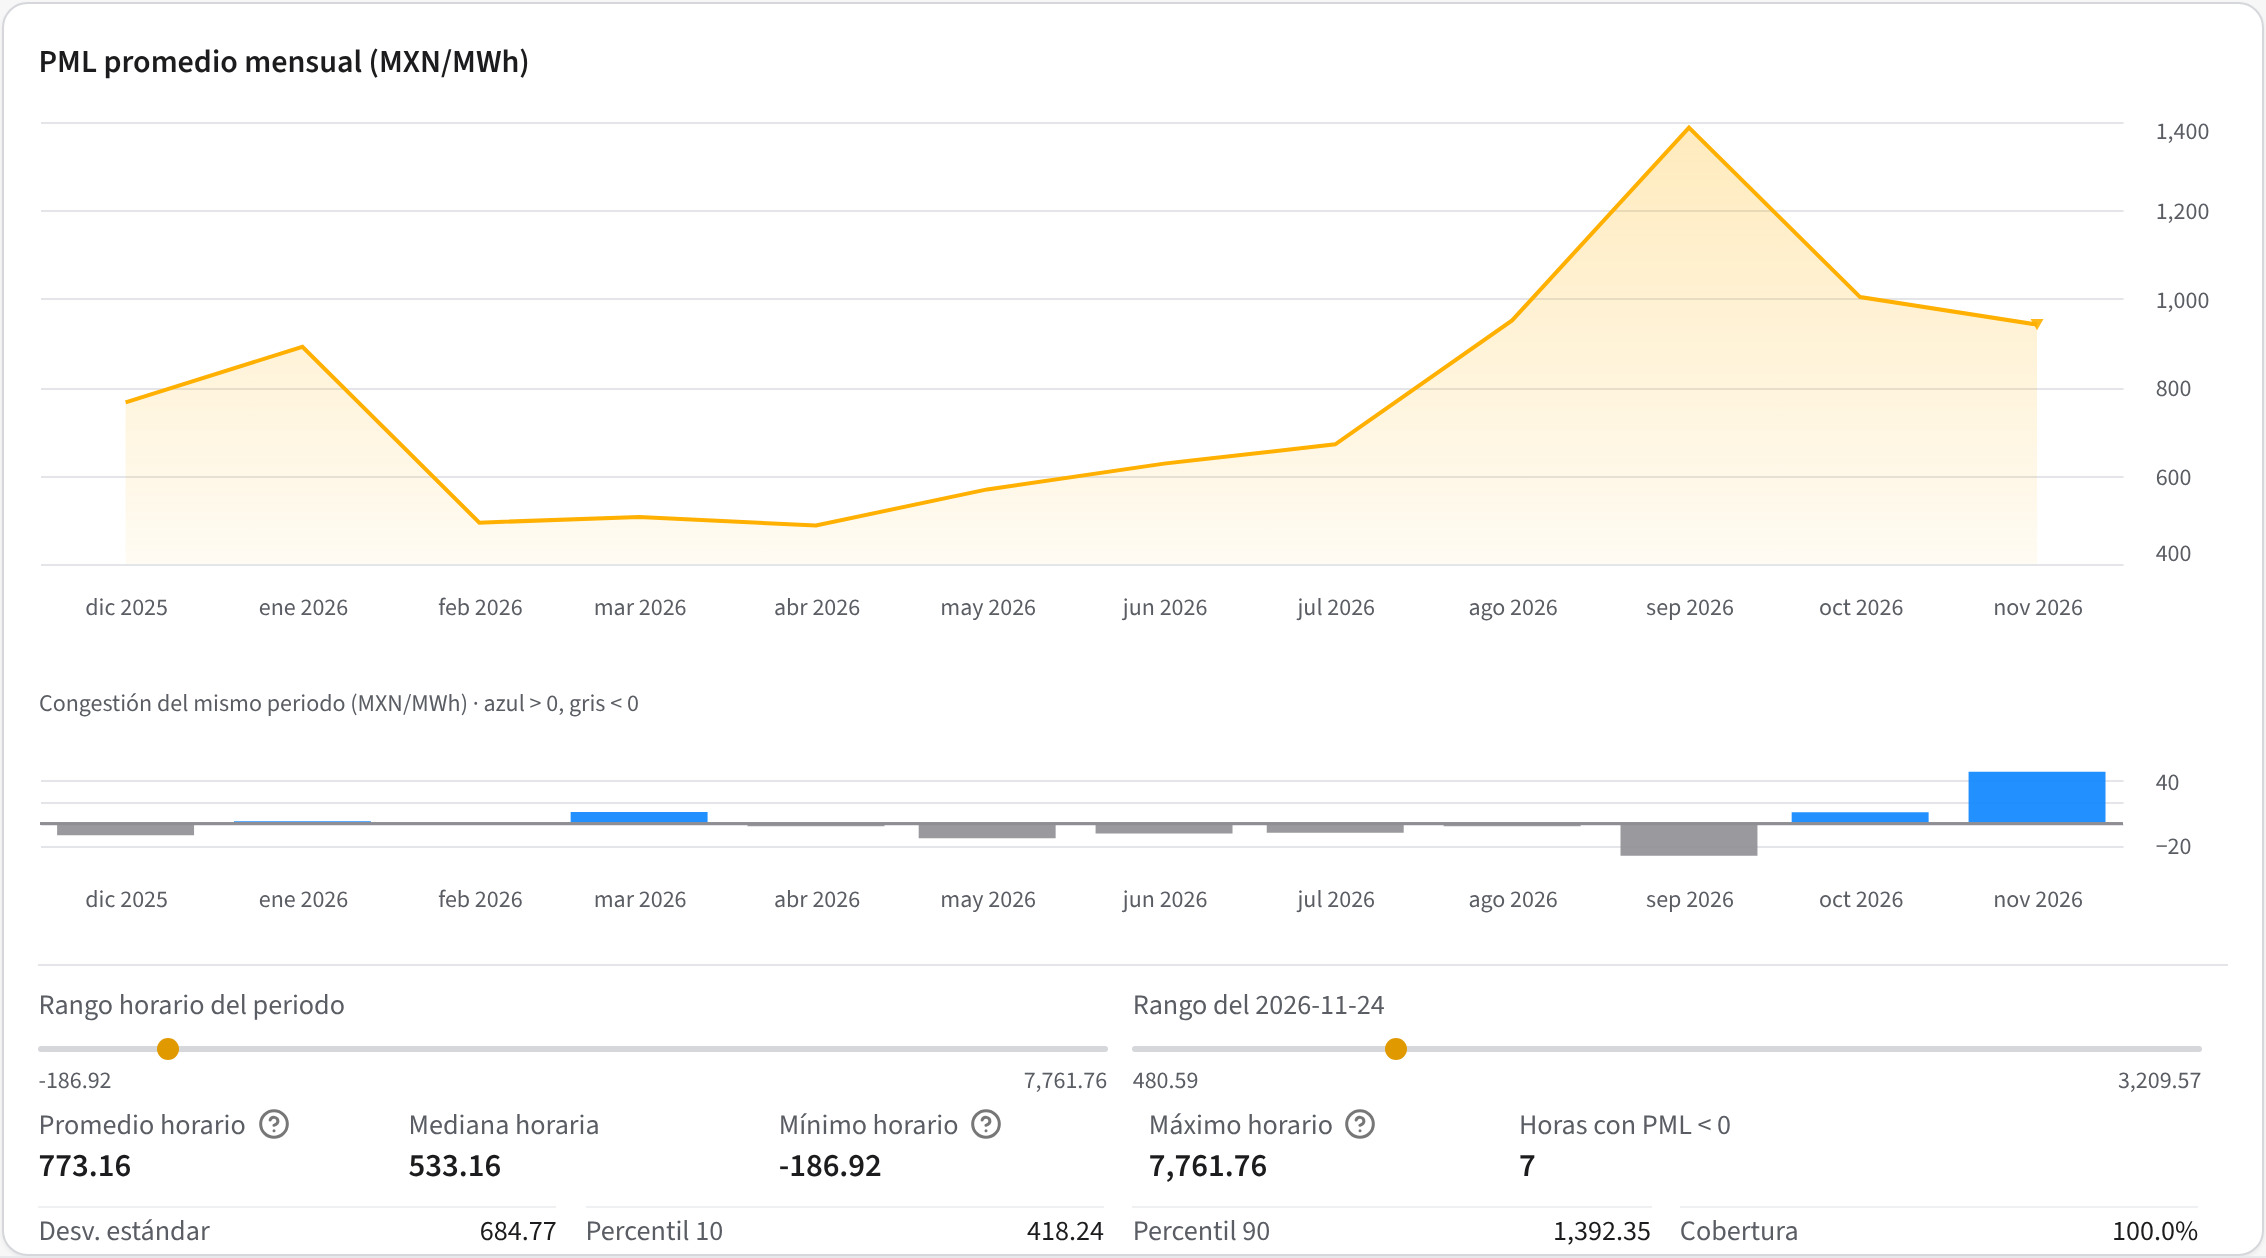 PML promedio mensual (MXN/MWh)
1,400
1,200
1,000
800
600
400
dic 2025 ene 2026 feb 2026 mar 2026 abr 2026 may 2026 jun 2026 jul 2026 ago 2026 sep 2026 oct 2026 nov 2026
Congestión del mismo periodo (MXN/MWh) · azul > 0, gris < 0
40
−20
dic 2025 ene 2026 feb 2026 mar 2026 abr 2026 may 2026 jun 2026 jul 2026 ago 2026 sep 2026 oct 2026 nov 2026
Rango horario del periodo
-186.92 7,761.76
Rango del 2026-11-24
480.59 3,209.57
Promedio horario ?
773.16
Mediana horaria
533.16
Mínimo horario ?
-186.92
Máximo horario ?
7,761.76
Horas con PML < 0
7
Desv. estándar 684.77
Percentil 10 418.24
Percentil 90 1,392.35
Cobertura 100.0%